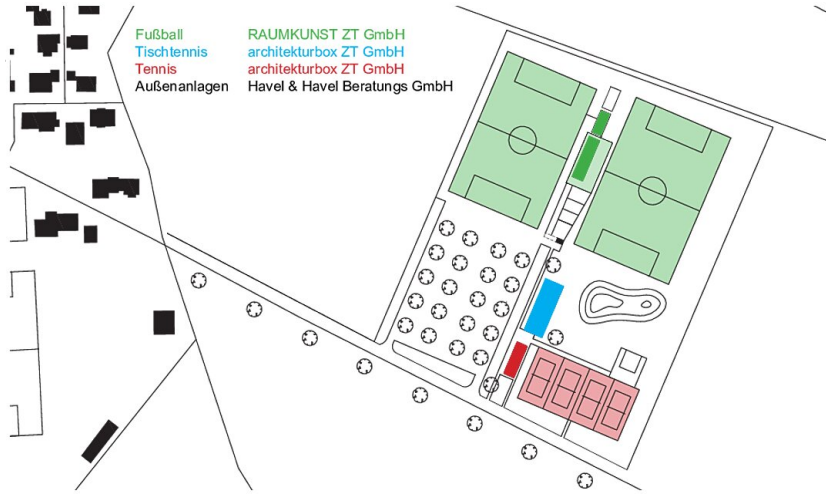 Fußball RAUMKUNST ZT GmbH
Tischtennis architekturbox ZT GmbH
Tennis architekturbox ZT GmbH
Außenanlagen Havel & Havel Beratungs GmbH